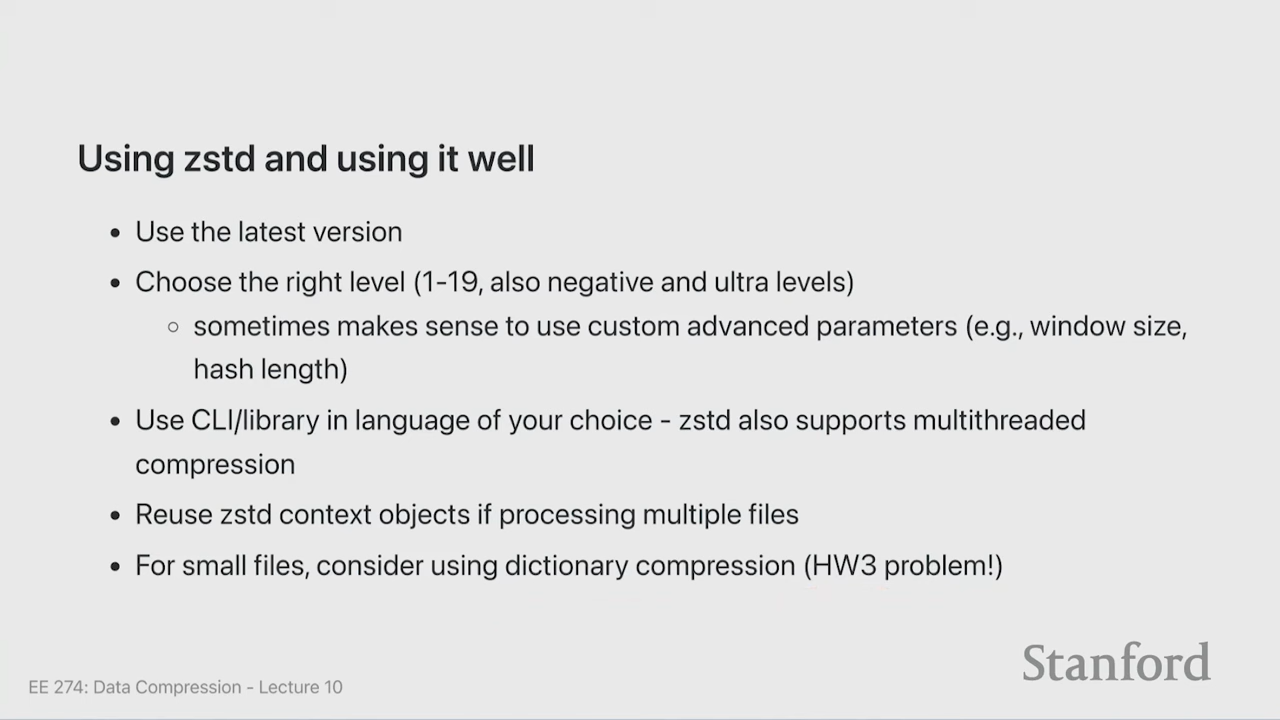 Using zstd and using it well
• Use the latest version
• Choose the right level (1-19, also negative and ultra levels)
◦ sometimes makes sense to use custom advanced parameters (e.g., window size,
hash length)
• Use CLI/library in language of your choice - zstd also supports multithreaded
compression
• Reuse zstd context objects if processing multiple files
• For small files, consider using dictionary compression (HW3 problem!)
Stanford
EE 274: Data Compression - Lecture 10